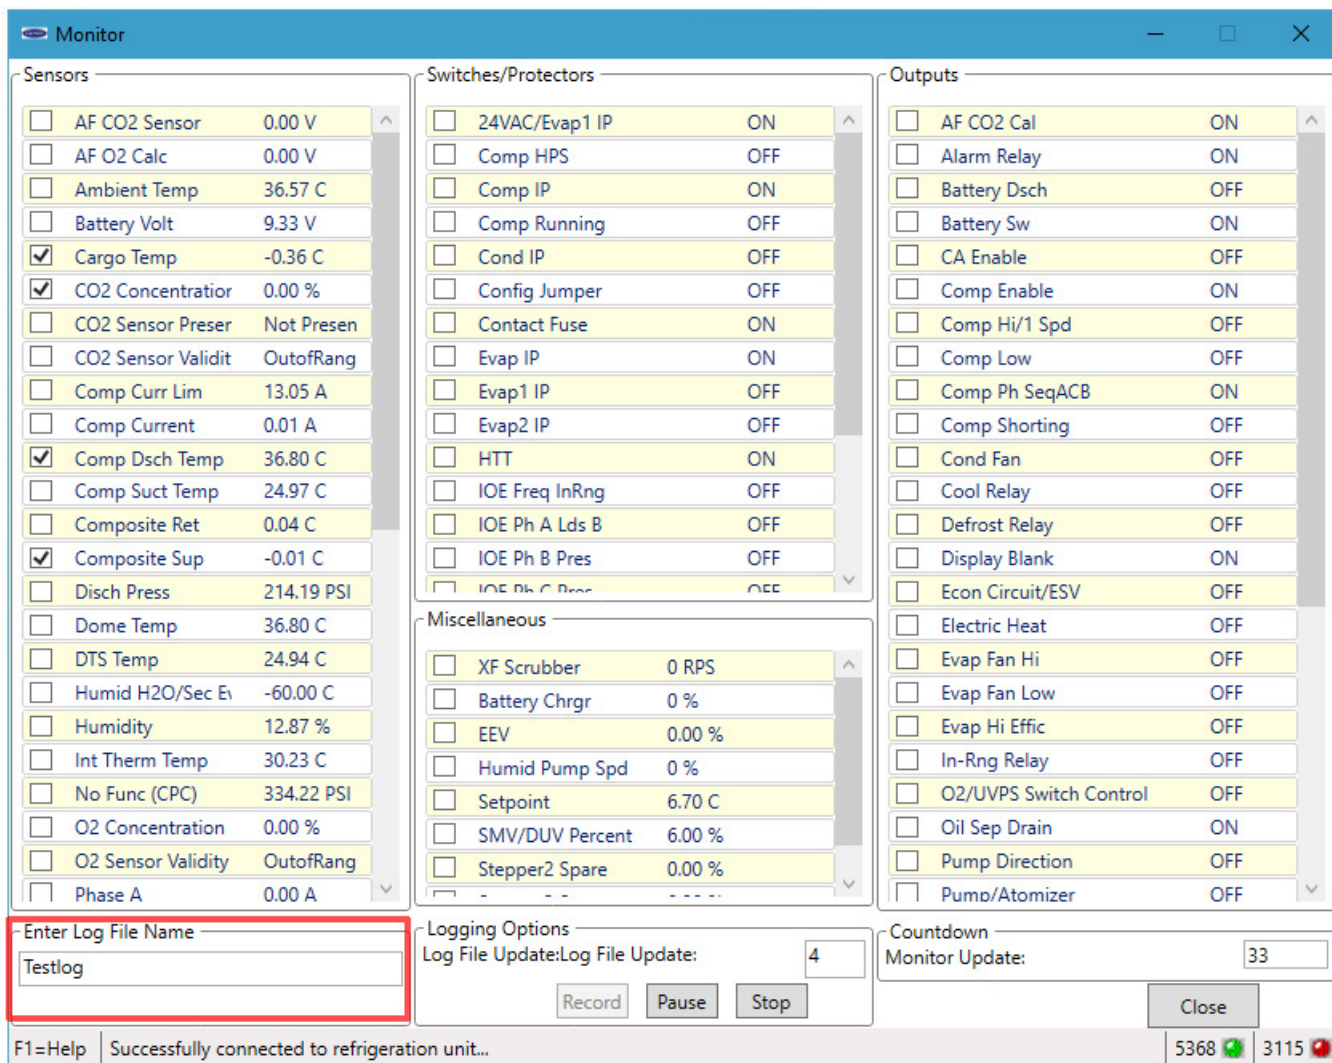 Monitor
Sensors
AF CO2 Sensor 0.00 V
AF O2 Calc 0.00 V
Ambient Temp 36.57 C
Battery Volt 9.33 V
Cargo Temp -0.36 C
CO2 Concentration 0.00 %
CO2 Sensor Preser Not Presen
CO2 Sensor Validit OutofRang
Comp Curr Lim 13.05 A
Comp Current 0.01 A
Comp Dsch Temp 36.80 C
Comp Suct Temp 24.97 C
Composite Ret 0.04 C
Composite Sup -0.01 C
Disch Press 214.19 PSI
Dome Temp 36.80 C
DTS Temp 24.94 C
Humid H2O/Sec Ev -60.00 C
Humidity 12.87 %
Int Therm Temp 30.23 C
No Func (CPC) 334.22 PSI
O2 Concentration 0.00 %
O2 Sensor Validity OutofRang
Phase A 0.00 A
Switches/Protectors
24VAC/Evap1 IP ON
Comp HPS OFF
Comp IP ON
Comp Running OFF
Cond IP OFF
Config Jumper OFF
Contact Fuse ON
Evap IP ON
Evap1 IP OFF
Evap2 IP OFF
HTT ON
IOE Freq InRng OFF
IOE Ph A Lds B OFF
IOE Ph B Pres OFF
IOE Ph C Pres OFF
Miscellaneous
XF Scrubber 0 RPS
Battery Chrgr 0 %
EEV 0.00 %
Humid Pump Spd 0 %
Setpoint 6.70 C
SMV/DUV Percent 6.00 %
Stepper2 Spare 0.00 %
Outputs
AF CO2 Cal ON
Alarm Relay ON
Battery Dsch OFF
Battery Sw ON
CA Enable OFF
Comp Enable ON
Comp Hi/1 Spd OFF
Comp Low OFF
Comp Ph SeqACB ON
Comp Shorting OFF
Cond Fan OFF
Cool Relay OFF
Defrost Relay OFF
Display Blank ON
Econ Circuit/ESV OFF
Electric Heat OFF
Evap Fan Hi OFF
Evap Fan Low OFF
Evap Hi Effic OFF
In-Rng Relay OFF
O2/UVPS Switch Control OFF
Oil Sep Drain ON
Pump Direction OFF
Pump/Atomizer OFF
Enter Log File Name
Testlog
Logging Options
Log File Update:Log File Update: 4
Record Pause Stop
Countdown
Monitor Update: 33
Close
F1=Help Successfully connected to refrigeration unit... 5368 3115